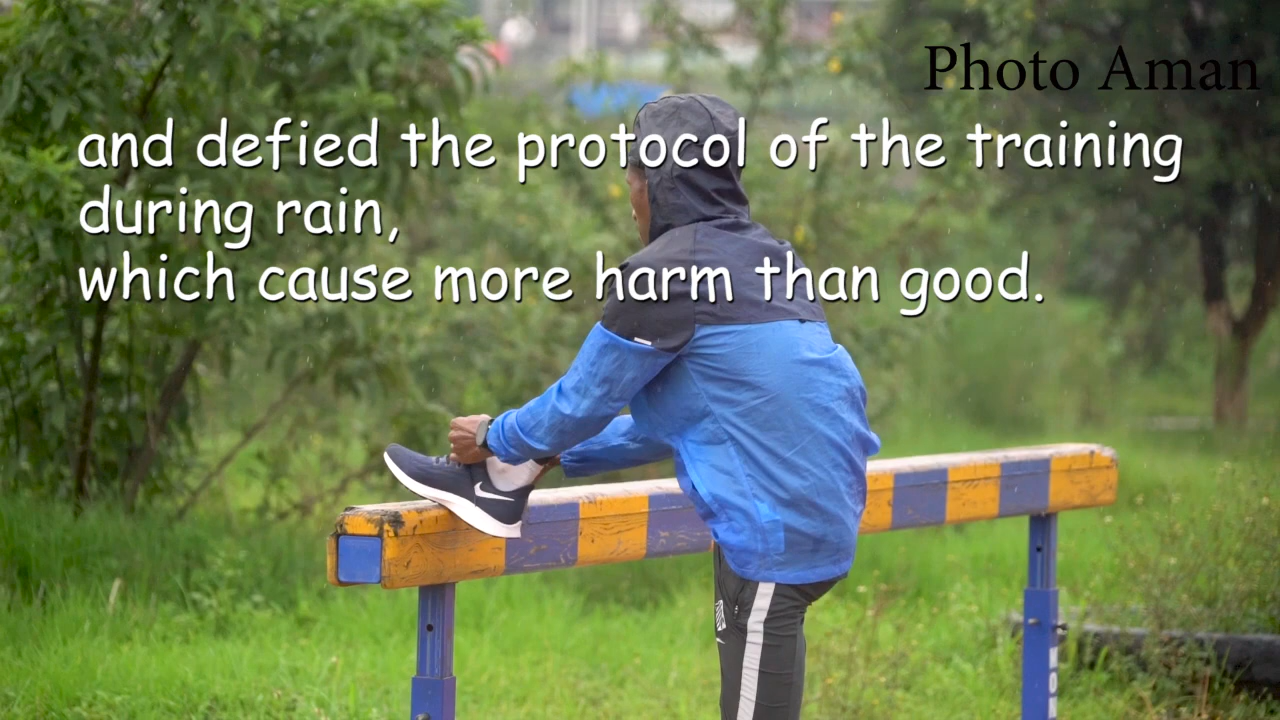 Photo Aman
and defied the protocol of the training
during rain,
which cause more harm than good.